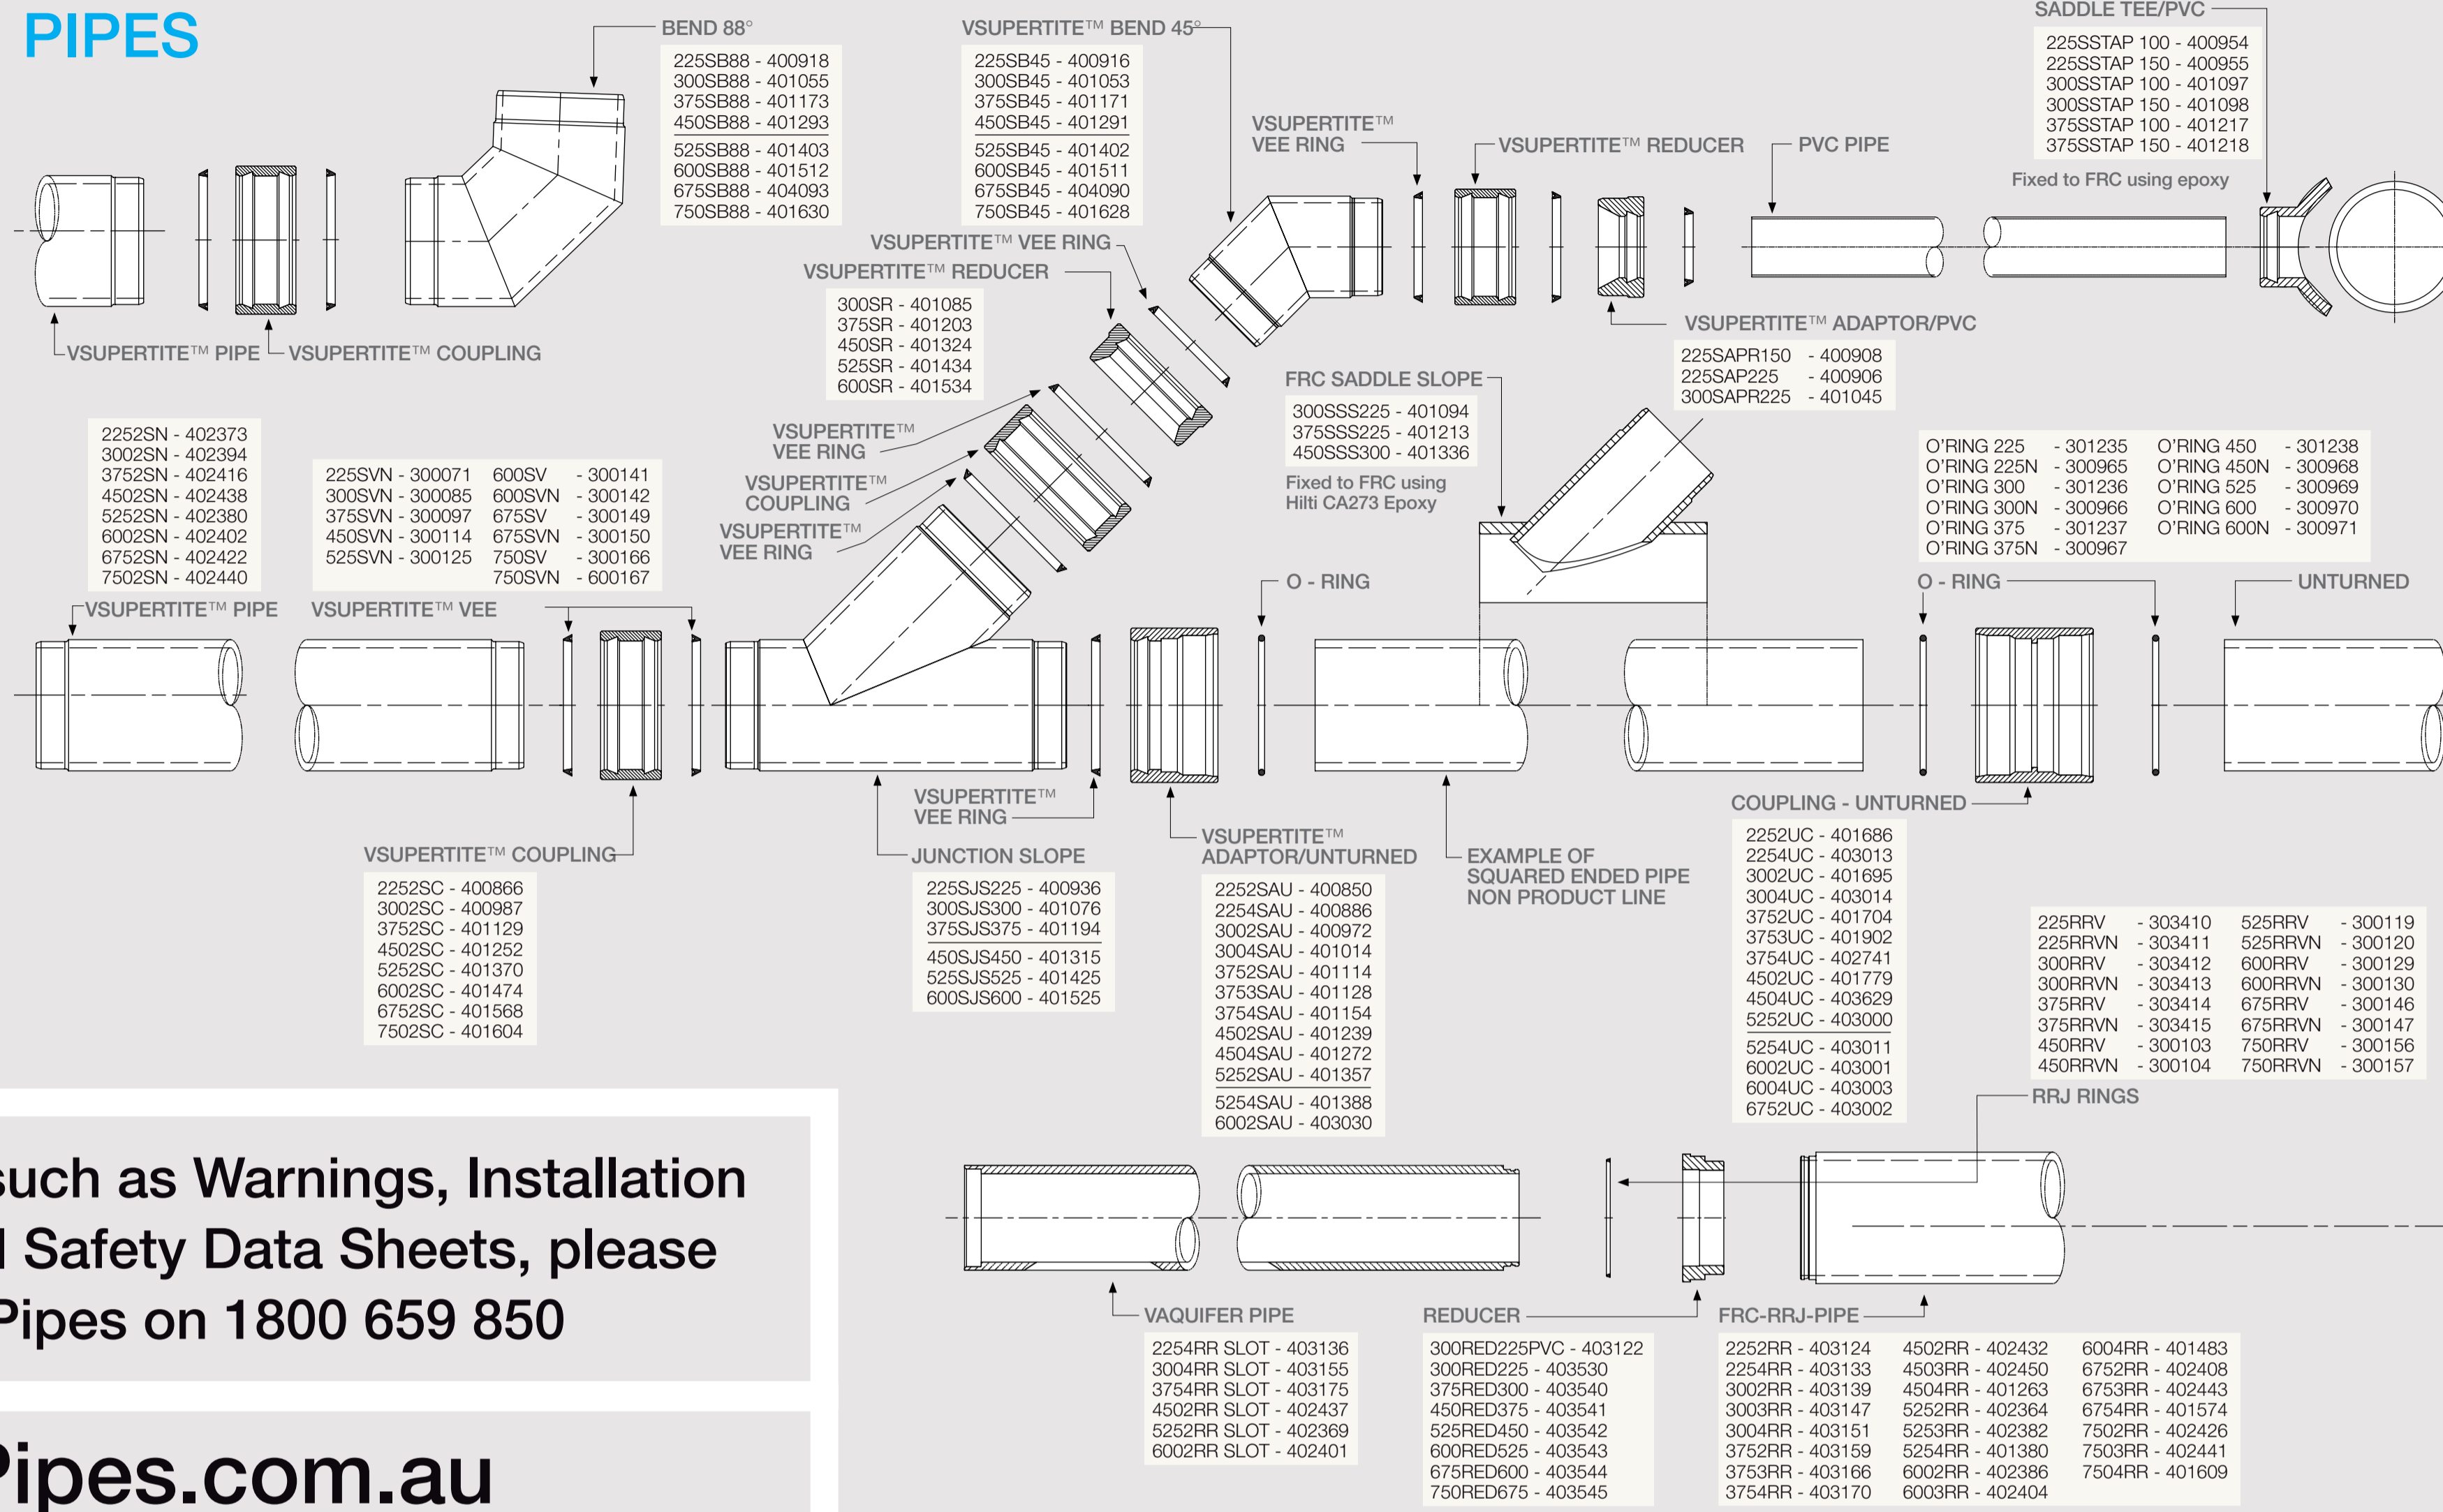 PIPES
BEND 88°
225SB88 - 400918
300SB88 - 401055
375SB88 - 401173
450SB88 - 401293
525SB88 - 401403
600SB88 - 401512
675SB88 - 404093
750SB88 - 401630
VSUPERTITE™ BEND 45°
225SB45 - 400916
300SB45 - 401053
375SB45 - 401171
450SB45 - 401291
525SB45 - 401402
600SB45 - 401511
675SB45 - 404090
750SB45 - 401628
SADDLE TEE/PVC
225SSTAP 100 - 400954
225SSTAP 150 - 400955
300SSTAP 100 - 401097
300SSTAP 150 - 401098
375SSTAP 100 - 401217
375SSTAP 150 - 401218
Fixed to FRC using epoxy
VSUPERTITE™
VEE RING
VSUPERTITE™ REDUCER
PVC PIPE
VSUPERTITE™ PIPE
VSUPERTITE™ COUPLING
VSUPERTITE™ VEE RING
VSUPERTITE™ REDUCER
300SR - 401085
375SR - 401203
450SR - 401324
525SR - 401434
600SR - 401534
VSUPERTITE™ ADAPTOR/PVC
225SAPR150 - 400908
225SAP225 - 400906
300SAPR225 - 401045
FRC SADDLE SLOPE
300SSS225 - 401094
375SSS225 - 401213
450SSS300 - 401336
Fixed to FRC using
Hilti CA273 Epoxy
VSUPERTITE™
VEE RING
VSUPERTITE™
COUPLING
VSUPERTITE™
VEE RING
2252SN - 402373
3002SN - 402394
3752SN - 402416
4502SN - 402438
5252SN - 402380
6002SN - 402402
6752SN - 402422
7502SN - 402440
VSUPERTITE™ PIPE
225SVN - 300071 600SV - 300141
300SVN - 300085 600SVN - 300142
375SVN - 300097 675SV - 300149
450SVN - 300114 675SVN - 300150
525SVN - 300125 750SV - 300166
750SVN - 600167
VSUPERTITE™ VEE
O'RING 225 - 301235 O'RING 450 - 301238
O'RING 225N - 300965 O'RING 450N - 300968
O'RING 300 - 301236 O'RING 525 - 300969
O'RING 300N - 300966 O'RING 600 - 300970
O'RING 375 - 301237 O'RING 600N - 300971
O'RING 375N - 300967
O - RING
O - RING
UNTURNED
VSUPERTITE™ COUPLING
2252SC - 400866
3002SC - 400987
3752SC - 401129
4502SC - 401252
5252SC - 401370
6002SC - 401474
6752SC - 401568
7502SC - 401604
VSUPERTITE™
VEE RING
JUNCTION SLOPE
225SJS225 - 400936
300SJS300 - 401076
375SJS375 - 401194
450SJS450 - 401315
525SJS525 - 401425
600SJS600 - 401525
VSUPERTITE™
ADAPTOR/UNTURNED
2252SAU - 400850
2254SAU - 400886
3002SAU - 400972
3004SAU - 401014
3752SAU - 401114
3753SAU - 401128
3754SAU - 401154
4502SAU - 401239
4504SAU - 401272
5252SAU - 401357
5254SAU - 401388
6002SAU - 403030
EXAMPLE OF
SQUARED ENDED PIPE
NON PRODUCT LINE
COUPLING - UNTURNED
2252UC - 401686
2254UC - 403013
3002UC - 401695
3004UC - 403014
3752UC - 401704
3753UC - 401902
3754UC - 402741
4502UC - 401779
4504UC - 403629
5252UC - 403000
5254UC - 403011
6002UC - 403001
6004UC - 403003
6752UC - 403002
225RRV - 303410 525RRV - 300119
225RRVN - 303411 525RRVN - 300120
300RRV - 303412 600RRV - 300129
300RRVN - 303413 600RRVN - 300130
375RRV - 303414 675RRV - 300146
375RRVN - 303415 675RRVN - 300147
450RRV - 300103 750RRV - 300156
450RRVN - 300104 750RRVN - 300157
RRJ RINGS
such as Warnings, Installation
Safety Data Sheets, please
Pipes on 1800 659 850
Pipes.com.au
VAQUIFER PIPE
2254RR SLOT - 403136
3004RR SLOT - 403155
3754RR SLOT - 403175
4502RR SLOT - 402437
5252RR SLOT - 402369
6002RR SLOT - 402401
REDUCER
300RED225PVC - 403122
300RED225 - 403530
375RED300 - 403540
450RED375 - 403541
525RED450 - 403542
600RED525 - 403543
675RED600 - 403544
750RED675 - 403545
FRC-RRJ-PIPE
2252RR - 403124 4502RR - 402432 6004RR - 401483
2254RR - 403133 4503RR - 402450 6752RR - 402408
3002RR - 403139 4504RR - 401263 6753RR - 402443
3003RR - 403147 5252RR - 402364 6754RR - 401574
3004RR - 403151 5253RR - 402382 7502RR - 402426
3752RR - 403159 5254RR - 401380 7503RR - 402441
3753RR - 403166 6002RR - 402386 7504RR - 401609
3754RR - 403170 6003RR - 402404